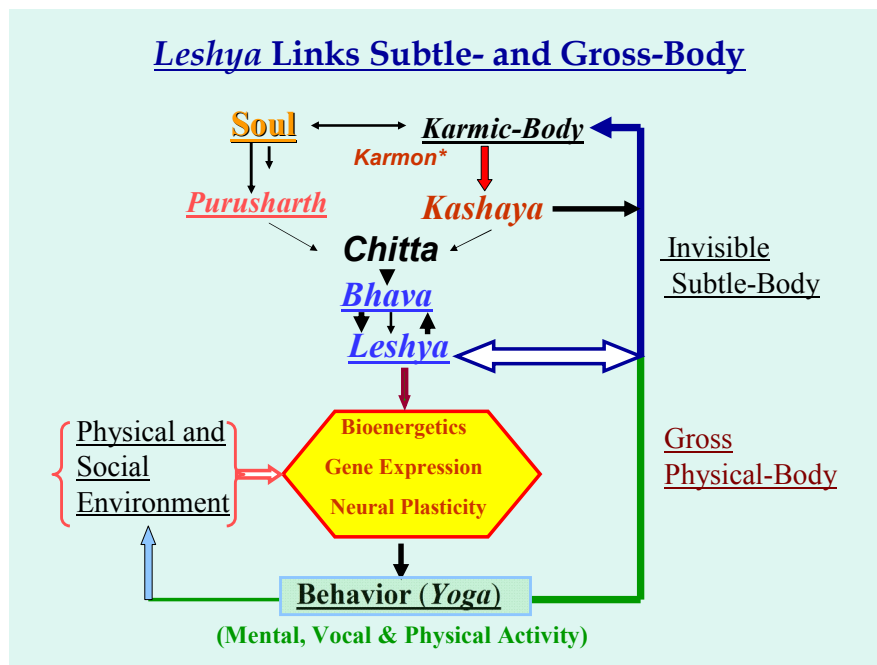 Leshya Links Subtle- and Gross-Body
Soul
Karmic-Body
Karmon*
Purusharth
Kashaya
Chitta
Invisible
Subtle-Body
Bhava
Leshya
Physical and
Social
Environment
Bioenergetics
Gene Expression
Neural Plasticity
Gross
Physical-Body
Behavior (Yoga)
(Mental, Vocal & Physical Activity)